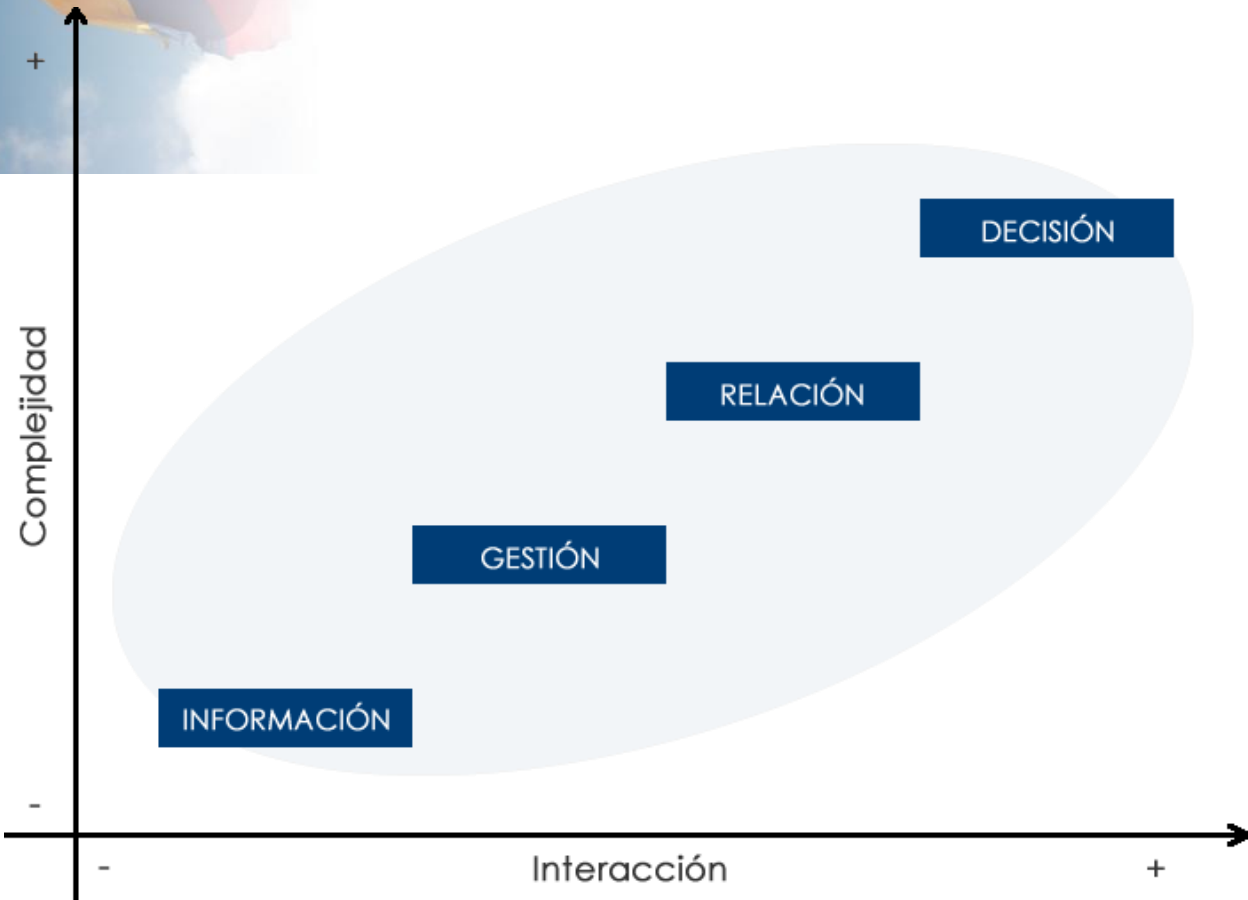 +
DECISIÓN
Complejidad
RELACIÓN
GESTIÓN
INFORMACIÓN
-
- Interacción +